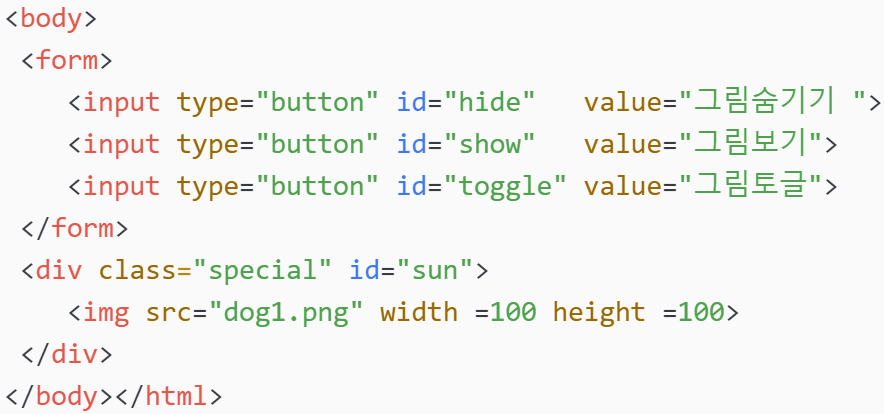 <body>
<form>
<input type="button" id="hide" value="그림숨기기 ">
<input type="button" id="show" value="그림보기">
<input type="button" id="toggle" value="그림토글">
</form>
<div class="special" id="sun">
<img src="dog1.png" width =100 height =100>
</div>
</body></html>